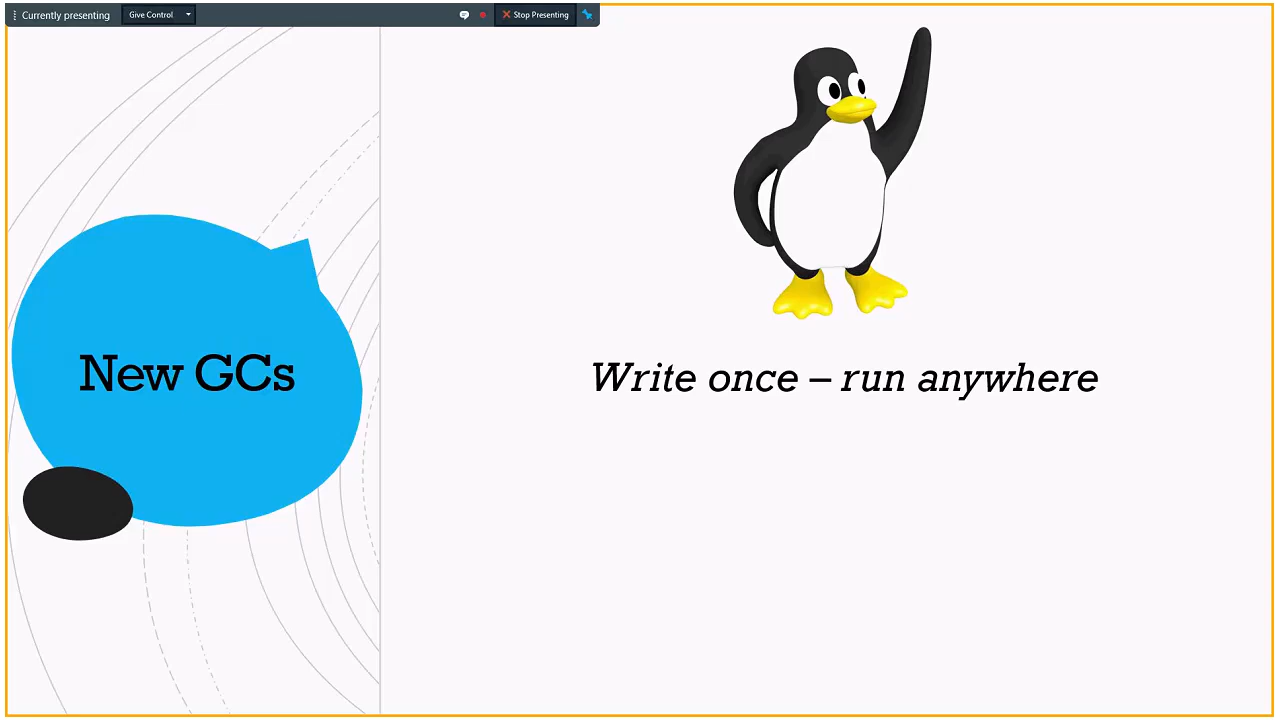 Currently presenting
Give Control
Stop Presenting
New GCs
Write once – run anywhere